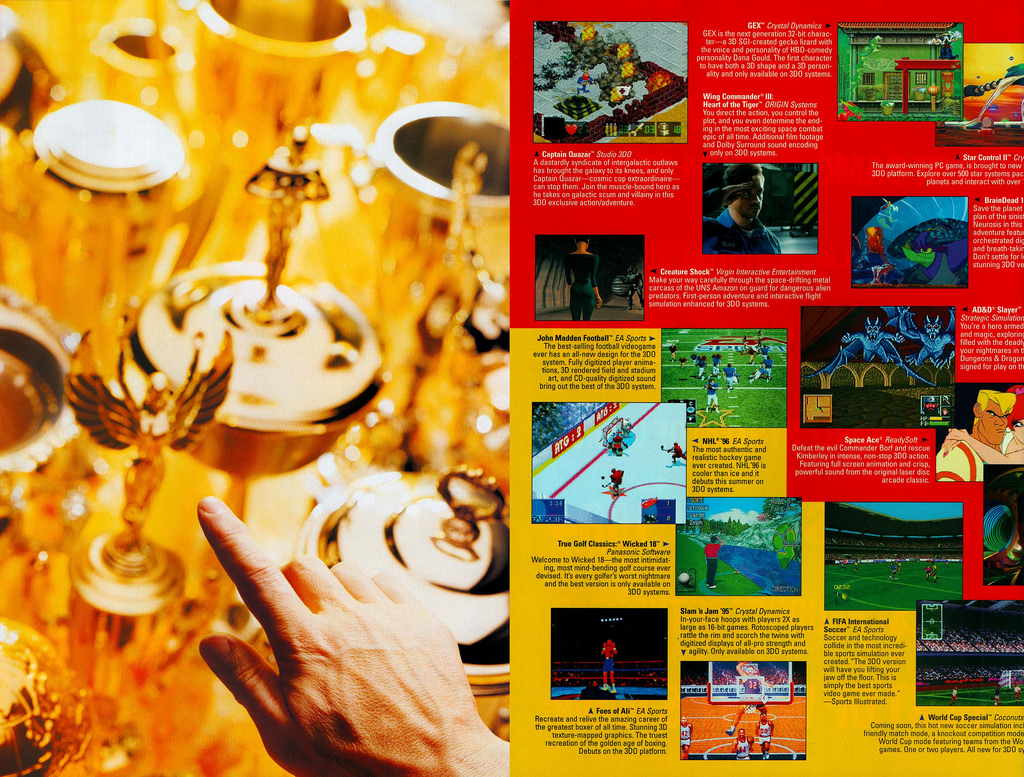 GEX™ Crystal Dynamics ►
GEX is the next generation 32-bit charac-
ter—a 3D SGI-created gecko lizard with
the voice and personality of HBO-comedy
personality Dana Gould. The first character
to have both a 3D shape and a 3D person-
ality and only available on 3DO systems.
Wing Commander® III:
Heart of the Tiger™ ORIGIN Systems
You direct the action, you control the
plot, and you even determine the end-
ing in the most exciting space combat
epic of all time. Additional film footage
and Dolby Surround sound encoding
▼ only on 3DO systems.
▲ Captain Quazar™ Studio 3DO
A dastardly syndicate of intergalactic outlaws
has brought the galaxy to its knees, and only
Captain Quazar—cosmic cop extraordinaire—
can stop them. Join the muscle-bound hero as
he takes on galactic scum and villainy in this
3DO exclusive action/adventure.
▲ Star Control II™ Cry
The award-winning PC game, is brought to new
3DO platform. Explore over 500 star systems pac
planets and interact with over
◄ BrainDead 1
Save the planet
plan of the sinist
Neurosis in this
adventure featu
orchestrated dig
and breath-takin
Don't settle for le
stunning 3DO ve
◄ Creature Shock™ Virgin Interactive Entertainment
Make your way carefully through the space-drifting metal
carcass of the UNS Amazon on guard for dangerous alien
predators. First-person adventure and interactive flight
simulation enhanced for 3DO systems.
◄ AD&D® Slayer™
Strategic Simulation
You're a hero armed
and magic, exploring
filled with the deadly
your nightmares in t
Dungeons & Dragon
signed for play on th
John Madden Football™ EA Sports ►
The best-selling football videogame
ever has an all-new design for the 3DO
system. Fully digitized player anima-
tions, 3D rendered field and stadium
art, and CD-quality digitized sound
bring out the best of the 3DO system.
◄ NHL® '96 EA Sports
The most authentic and
realistic hockey game
ever created. NHL'96 is
cooler than ice and it
debuts this summer on
3DO systems.
Space Ace® ReadySoft ►
Defeat the evil Commander Borf and rescue
Kimberley in intense, non-stop 3DO action.
Featuring full screen animation and crisp,
powerful sound from the original laser disc
arcade classic.
True Golf Classics:® Wicked 18™ ►
Panasonic Software
Welcome to Wicked 18—the most intimidat-
ing, most mind-bending golf course ever
devised. It's every golfer's worst nightmare
and the best version is only available on
3DO systems.
Slam 'n Jam '95™ Crystal Dynamics
In-your-face hoops with players 2X as
large as 16-bit games. Rotoscoped players
rattle the rim and scorch the twine with
digitized displays of all-pro strength and
▼ agility. Only available on 3DO systems.
▲ FIFA International
Soccer™ EA Sports
Soccer and technology
collide in the most incredi-
ble sports simulation ever
created. "The 3DO version
will have you lifting your
jaw off the floor. This is
simply the best sports
video game ever made."
—Sports Illustrated.
▲ Foes of Ali™ EA Sports
Recreate and relive the amazing career of
the greatest boxer of all time. Stunning 3D
texture-mapped graphics. The truest
recreation of the golden age of boxing.
Debuts on the 3DO platform.
▲ World Cup Special™ Coconuts
Coming soon, this hot new soccer simulation incl
friendly match mode, a knockout competition mode
World Cup mode featuring teams from the Wor
games. One or two players. All new for 3DO sy